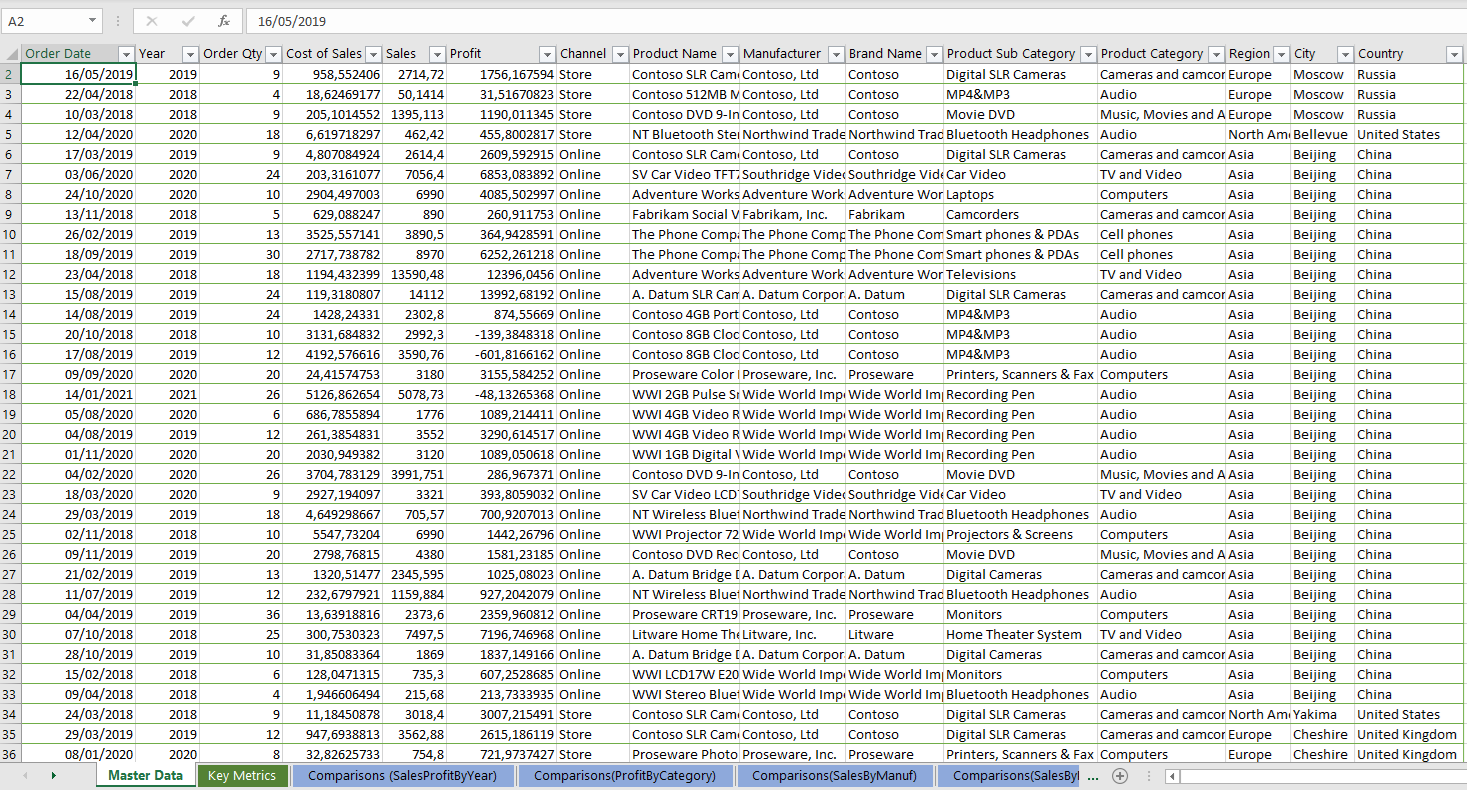 A2 fx 16/05/2019
Order Date Year Order Qty Cost of Sales Sales Profit Channel Product Name Manufacturer Brand Name Product Sub Category Product Category Region City Country
2 16/05/2019 2019 9 958,552406 2714,72 1756,167594 Store Contoso SLR Cam Contoso, Ltd Contoso Digital SLR Cameras Cameras and camcor Europe Moscow Russia
3 22/04/2018 2018 4 18,62469177 50,1414 31,51670823 Store Contoso 512MB M Contoso, Ltd Contoso MP4&MP3 Audio Europe Moscow Russia
4 10/03/2018 2018 9 205,1014552 1395,113 1190,011345 Store Contoso DVD 9-In Contoso, Ltd Contoso Movie DVD Music, Movies and A Europe Moscow Russia
5 12/04/2020 2020 18 6,619718297 462,42 455,8002817 Store NT Bluetooth Ste Northwind Trade Northwind Trad Bluetooth Headphones Audio North Ame Bellevue United States
6 17/03/2019 2019 9 4,807084924 2614,4 2609,592915 Online Contoso SLR Cam Contoso, Ltd Contoso Digital SLR Cameras Cameras and camcor Asia Beijing China
7 03/06/2020 2020 24 203,3161077 7056,4 6853,083892 Online SV Car Video TFT7 Southridge Vide Southridge Vide Car Video TV and Video Asia Beijing China
8 24/10/2020 2020 10 2904,497003 6990 4085,502997 Online Adventure Works Adventure Work Adventure Wor Laptops Computers Asia Beijing China
9 13/11/2018 2018 5 629,088247 890 260,911753 Online Fabrikam Social V Fabrikam, Inc. Fabrikam Camcorders Cameras and camcor Asia Beijing China
10 26/02/2019 2019 13 3525,557141 3890,5 364,9428591 Online The Phone Compa The Phone Comp The Phone Com Smart phones & PDAs Cell phones Asia Beijing China
11 18/09/2019 2019 30 2717,738782 8970 6252,261218 Online The Phone Compa The Phone Comp The Phone Com Smart phones & PDAs Cell phones Asia Beijing China
12 23/04/2018 2018 18 1194,432399 13590,48 12396,0456 Online Adventure Works Adventure Work Adventure Wor Televisions TV and Video Asia Beijing China
13 15/08/2019 2019 24 119,3180807 14112 13992,68192 Online A. Datum SLR Cam A. Datum Corpor A. Datum Digital SLR Cameras Cameras and camcor Asia Beijing China
14 14/08/2019 2019 24 1428,24331 2302,8 874,55669 Online Contoso 4GB Port Contoso, Ltd Contoso MP4&MP3 Audio Asia Beijing China
15 20/10/2018 2018 10 3131,684832 2992,3 -139,3848318 Online Contoso 8GB Cloc Contoso, Ltd Contoso MP4&MP3 Audio Asia Beijing China
16 17/08/2019 2019 12 4192,576616 3590,76 -601,8166162 Online Contoso 8GB Cloc Contoso, Ltd Contoso MP4&MP3 Audio Asia Beijing China
17 09/09/2020 2020 20 24,41574753 3180 3155,584252 Online Proseware Color Proseware, Inc. Proseware Printers, Scanners & Fax Computers Asia Beijing China
18 14/01/2021 2021 26 5126,862654 5078,73 -48,13265368 Online WWI 2GB Pulse Sr Wide World Impo Wide World Im Recording Pen Audio Asia Beijing China
19 05/08/2020 2020 6 686,7855894 1776 1089,214411 Online WWI 4GB Video R Wide World Impo Wide World Im Recording Pen Audio Asia Beijing China
20 04/08/2019 2019 12 261,3854831 3552 3290,614517 Online WWI 4GB Video R Wide World Impo Wide World Im Recording Pen Audio Asia Beijing China
21 01/11/2020 2020 20 2030,949382 3120 1089,050618 Online WWI 1GB Digital V Wide World Impo Wide World Im Recording Pen Audio Asia Beijing China
22 04/02/2020 2020 26 3704,783129 3991,751 286,967371 Online Contoso DVD 9-In Contoso, Ltd Contoso Movie DVD Music, Movies and A Asia Beijing China
23 18/03/2020 2020 9 2927,194097 3321 393,8059032 Online SV Car Video LCD Southridge Vide Southridge Vide Car Video TV and Video Asia Beijing China
24 29/03/2019 2019 18 4,649298667 705,57 700,9207013 Online NT Wireless Blue Northwind Trade Northwind Trad Bluetooth Headphones Audio Asia Beijing China
25 02/11/2018 2018 10 5547,73204 6990 1442,26796 Online WWI Projector 72 Wide World Impo Wide World Im Projectors & Screens Computers Asia Beijing China
26 09/11/2019 2019 20 2798,76815 4380 1581,23185 Online Contoso DVD Rec Contoso, Ltd Contoso Movie DVD Music, Movies and A Asia Beijing China
27 21/02/2019 2019 13 1320,51477 2345,595 1025,08023 Online A. Datum Bridge D A. Datum Corpor A. Datum Digital Cameras Cameras and camcor Asia Beijing China
28 11/07/2019 2019 12 232,6797921 1159,884 927,2042079 Online NT Wireless Blue Northwind Trade Northwind Trad Bluetooth Headphones Audio Asia Beijing China
29 04/04/2019 2019 36 13,63918816 2373,6 2359,960812 Online Proseware CRT19 Proseware, Inc. Proseware Monitors Computers Asia Beijing China
30 07/10/2018 2018 25 300,7530323 7497,5 7196,746968 Online Litware Home The Litware, Inc. Litware Home Theater System TV and Video Asia Beijing China
31 28/10/2019 2019 10 31,85083364 1869 1837,149166 Online A. Datum Bridge D A. Datum Corpor A. Datum Digital Cameras Cameras and camcor Asia Beijing China
32 15/02/2018 2018 6 128,0471315 735,3 607,2528685 Online WWI LCD17W E20 Wide World Impo Wide World Im Monitors Computers Asia Beijing China
33 09/04/2018 2018 4 1,946606494 215,68 213,7333935 Online WWI Stereo Blue Wide World Impo Wide World Im Bluetooth Headphones Audio Asia Beijing China
34 24/03/2018 2018 9 11,18450878 3018,4 3007,215491 Store Contoso SLR Cam Contoso, Ltd Contoso Digital SLR Cameras Cameras and camcor North Ame Yakima United States
35 29/03/2019 2019 12 947,6938813 3562,88 2615,186119 Store Contoso SLR Cam Contoso, Ltd Contoso Digital SLR Cameras Cameras and camcor Europe Cheshire United Kingdom
36 08/01/2020 2020 8 32,82625733 754,8 721,9737427 Store Proseware Photo Proseware, Inc. Proseware Printers, Scanners & Fax Computers Europe Cheshire United Kingdom
Master Data Key Metrics Comparisons (SalesProfitByYear) Comparisons(ProfitByCategory) Comparisons(SalesByManuf) Comparisons(SalesBy ...